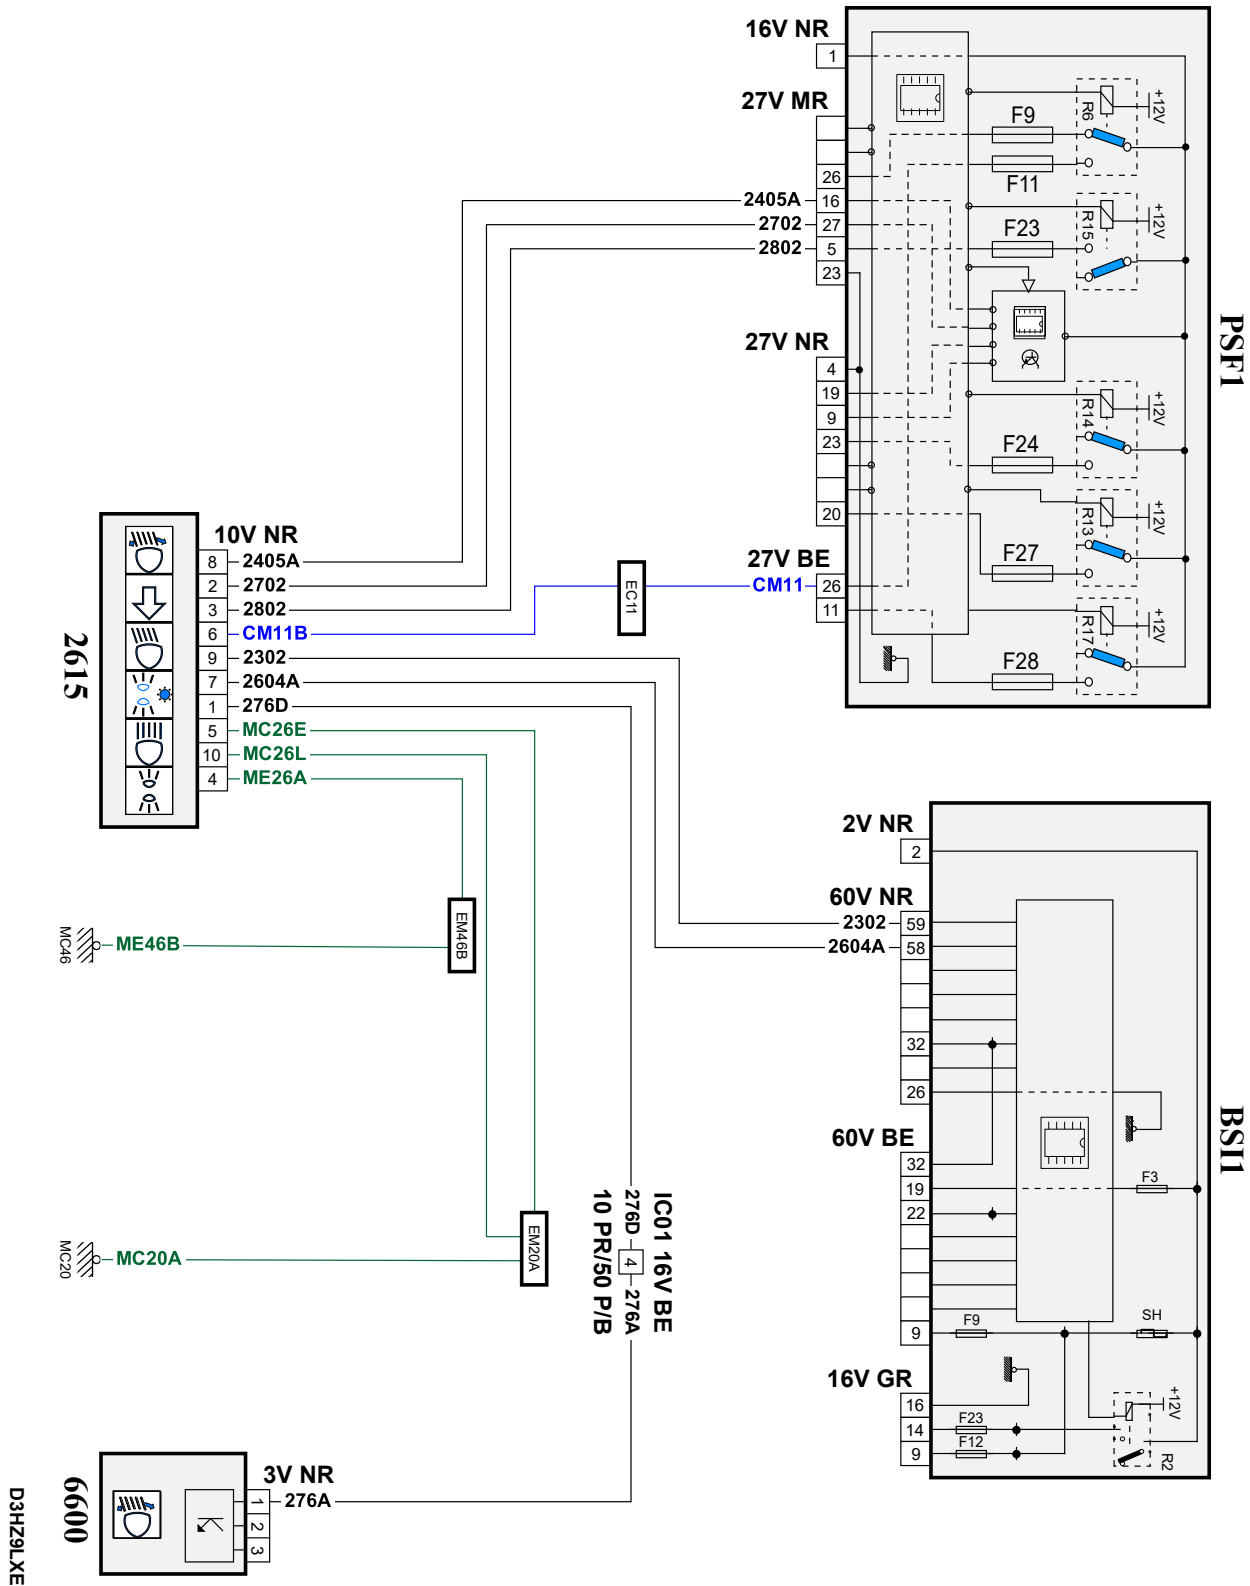 PSF1
16V NR
1
27V MR
26
2405A 16
2702 27
2802 5
23
27V NR
4
19
9
23
20
27V BE
CM11 26
11
F9
F11
F23
F24
F27
F28
R6
+12V
R15
+12V
R14
+12V
R13
+12V
R17
+12V
EC11
2615
10V NR
8 2405A
2 2702
3 2802
6 CM11B
9 2302
7 2604A
1 276D
5 MC26E
10 MC26L
4 ME26A
EM46B
MC46
ME46B
EM20A
MC20
MC20A
BSI1
2V NR
2
60V NR
2302 59
2604A 58
32
26
60V BE
32
19
22
9
16V GR
16
14
9
F3
F9
SH
F23
F12
+12V
R2
IC01 16V BE
276D 4 276A
10 PR/50 P/B
6600
3V NR
1 276A
2
3
D3HZ9LXE